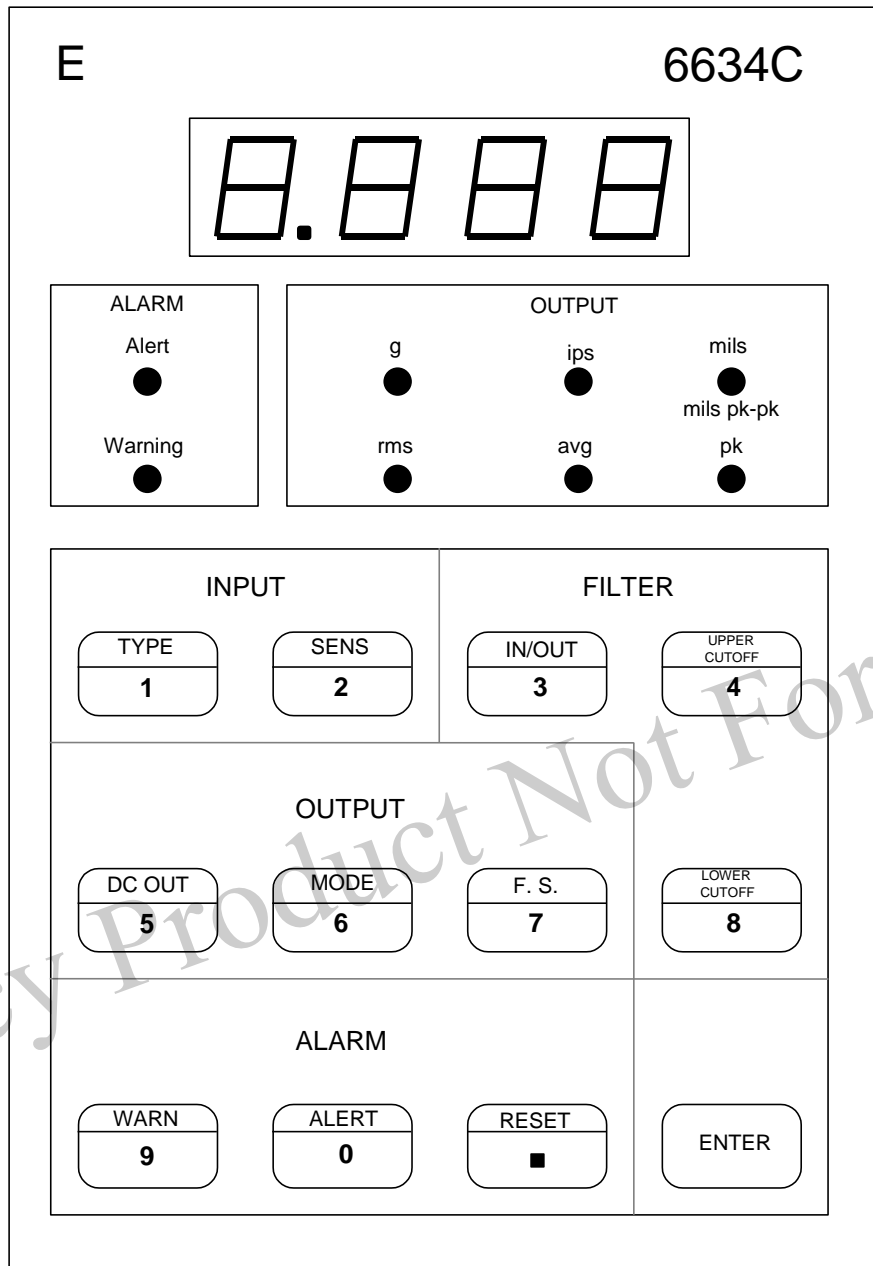 E 6634C
8.888
ALARM
Alert
Warning
OUTPUT
g ips mils
mils pk-pk
rms avg pk
INPUT
TYPE
1
SENS
2
FILTER
IN/OUT
3
UPPER
CUTOFF
4
OUTPUT
DC OUT
5
MODE
6
F. S.
7
LOWER
CUTOFF
8
ALARM
WARN
9
ALERT
0
RESET
.
ENTER
Product Not For